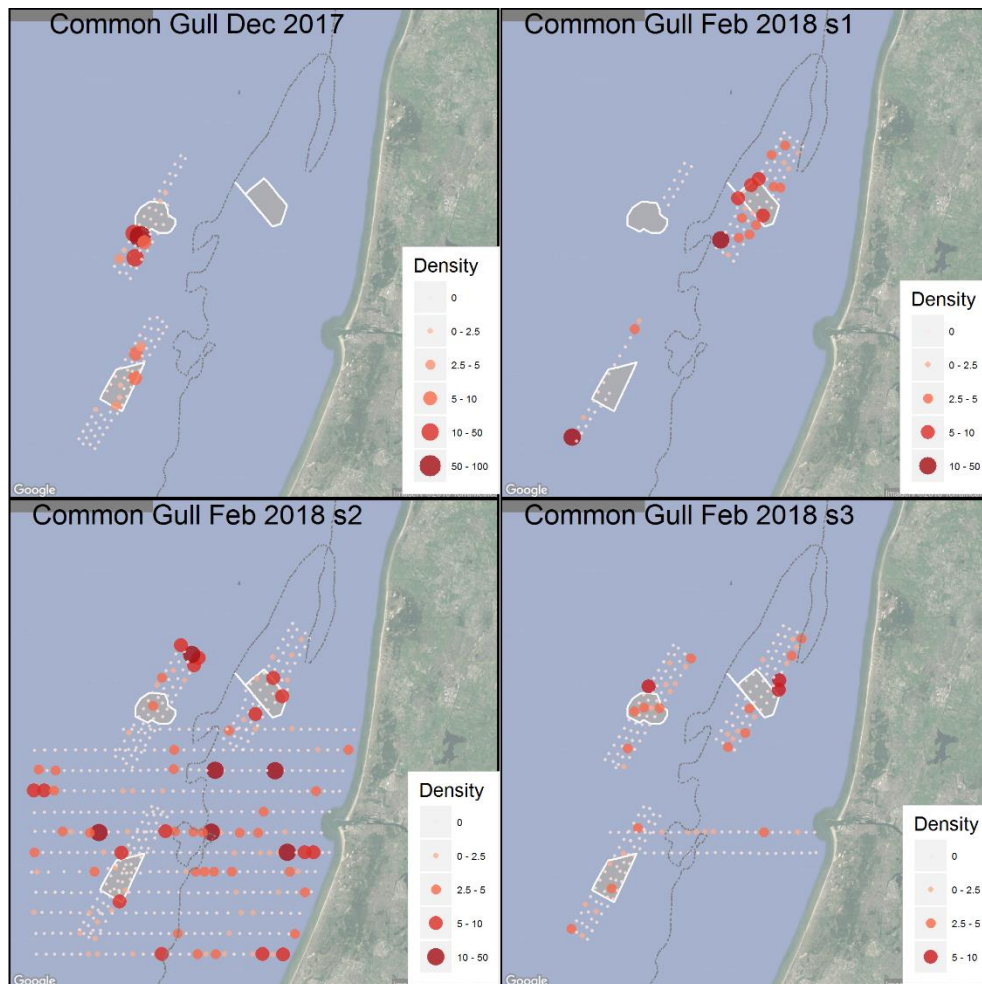 Common Gull Dec 2017
Density
0
0 - 2.5
2.5 - 5
5 - 10
10 - 50
50 - 100
Google
Common Gull Feb 2018 s1
Density
0
0 - 2.5
2.5 - 5
5 - 10
10 - 50
Google
Common Gull Feb 2018 s2
Density
0
0 - 2.5
2.5 - 5
5 - 10
10 - 50
Google
Common Gull Feb 2018 s3
Density
0
0 - 2.5
2.5 - 5
5 - 10
Google